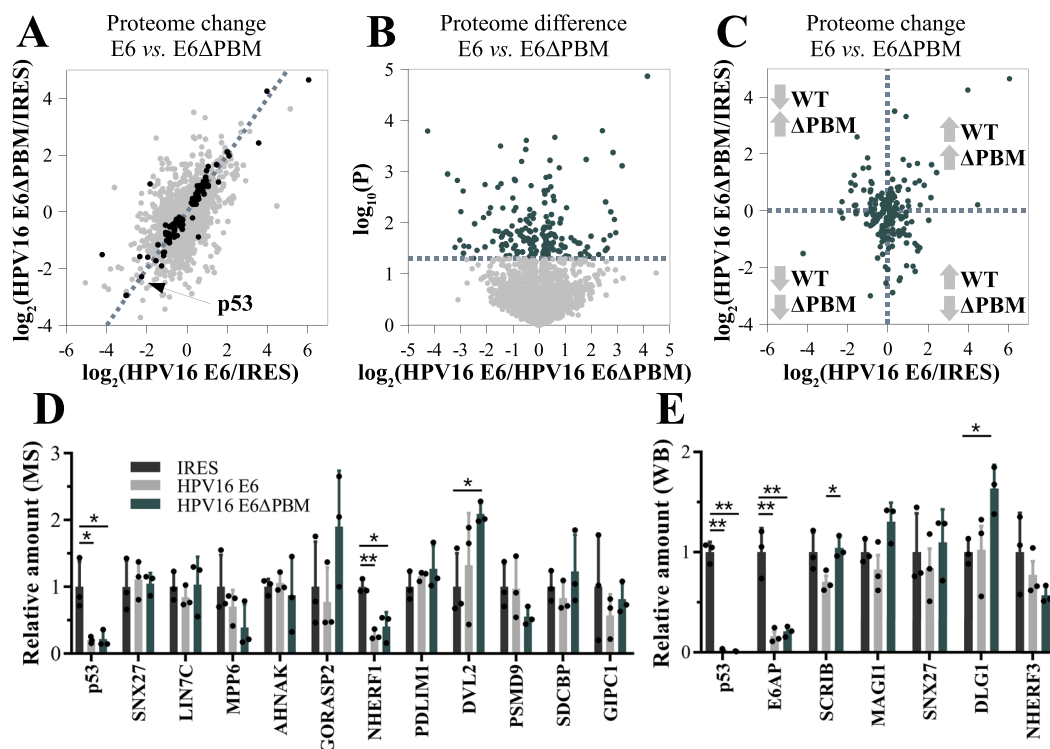 A
Proteome change
E6 vs. E6ΔPBM
log2(HPV16 E6ΔPBM/IRES)
4
2
0
-2
-4
-6
-4
-2
0
2
4
6
p53
log2(HPV16 E6/IRES)
B
Proteome difference
E6 vs. E6ΔPBM
log10(P)
5
4
3
2
1
0
-5
-4
-3
-2
-1
0
1
2
3
4
5
log2(HPV16 E6/HPV16 E6ΔPBM)
C
Proteome change
E6 vs. E6ΔPBM
log2(HPV16 E6ΔPBM/IRES)
4
2
0
-2
-4
-6
-4
-2
0
2
4
6
WT
ΔPBM
WT
ΔPBM
WT
ΔPBM
WT
ΔPBM
log2(HPV16 E6/IRES)
D
Relative amount (MS)
3
2
1
0
IRES
HPV16 E6
HPV16 E6ΔPBM
*
*
*
**
*
p53
SNX27
LIN7C
MPP6
AHNAK
GORASP2
NHERF1
PDLIM1
DVL2
PSMD9
SDCBP
GIPC1
E
Relative amount (WB)
2
1
0
**
**
**
**
*
*
p53
E6AP
SCRIB
MAGI1
SNX27
DLG1
NHERF3